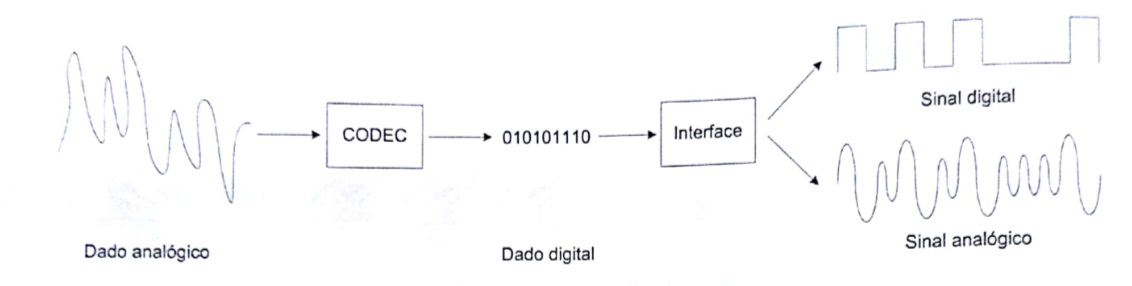 CODEC
010101110
Interface
Sinal digital
Sinal analógico
Dado analógico
Dado digital